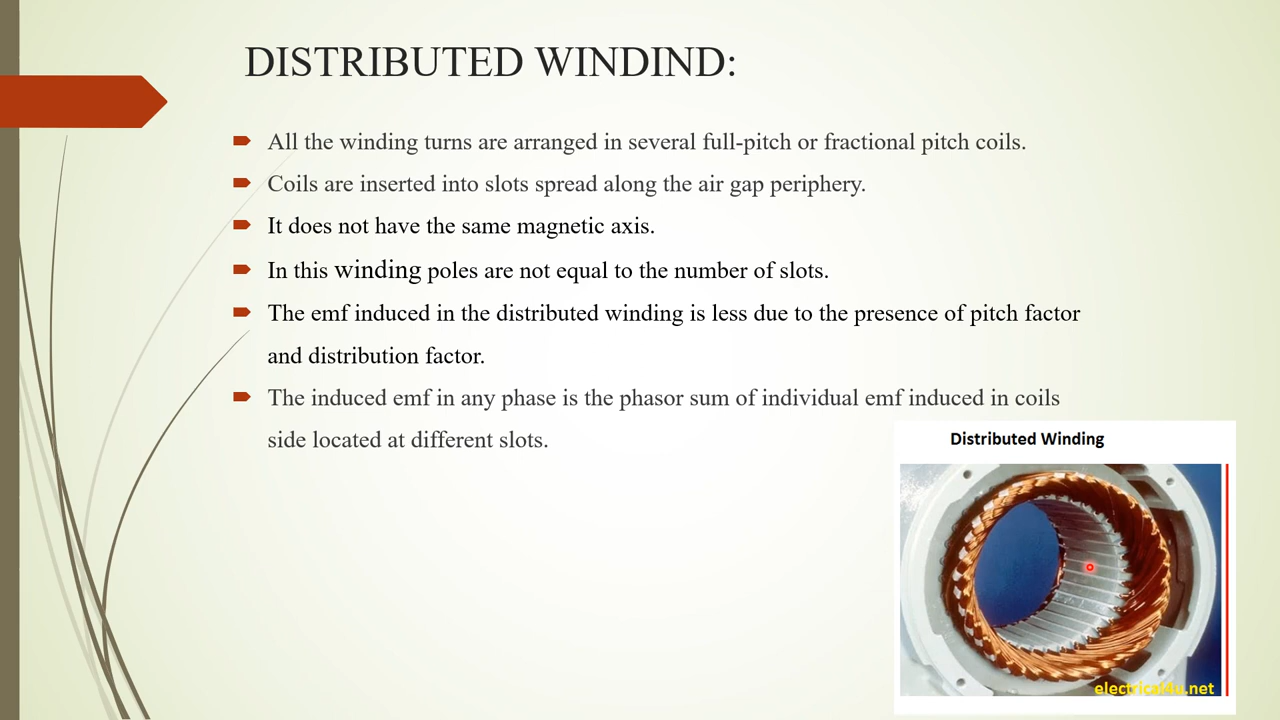 DISTRIBUTED WINDIND:
All the winding turns are arranged in several full-pitch or fractional pitch coils.
Coils are inserted into slots spread along the air gap periphery.
It does not have the same magnetic axis.
In this winding poles are not equal to the number of slots.
The emf induced in the distributed winding is less due to the presence of pitch factor
and distribution factor.
The induced emf in any phase is the phasor sum of individual emf induced in coils
side located at different slots.
Distributed Winding
electrical4u.net